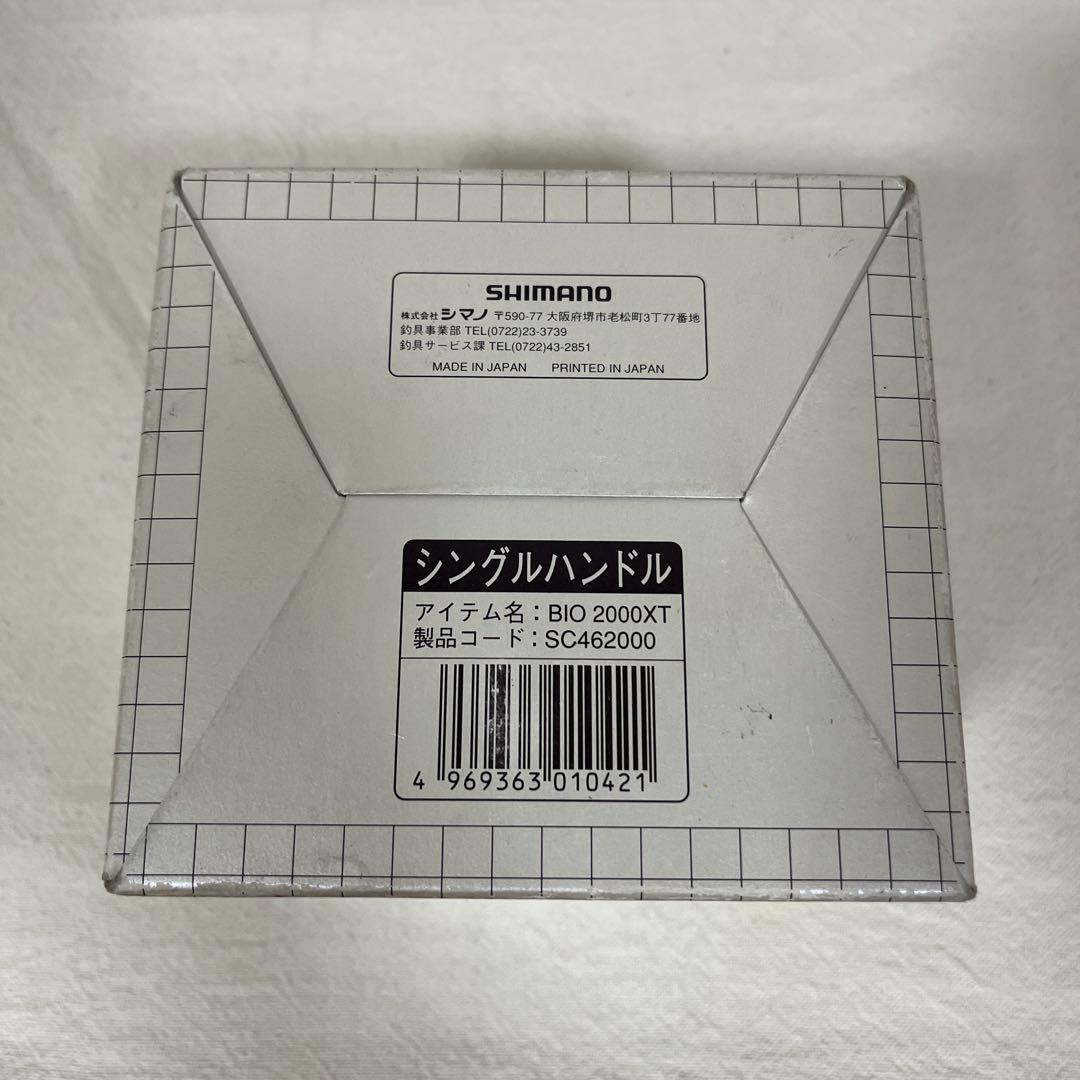 SHIMANO
株式会社シマノ 〒590-77 大阪府堺市老松町3丁77番地
釣具事業部 TEL(0722)23-3739
釣具サービス課 TEL(0722)43-2851
MADE IN JAPAN PRINTED IN JAPAN
シングルハンドル
アイテム名：BIO 2000XT
製品コード：SC462000
4 969363 010421